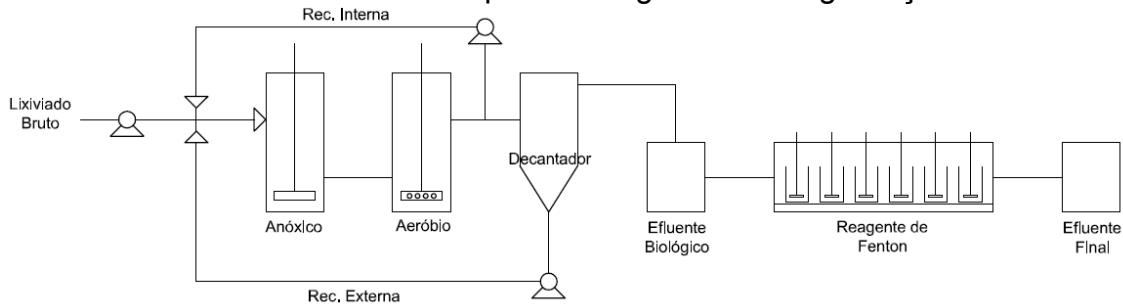 Rec. Interna
Lixiviado
Bruto
Decantador
Anóxico
Aeróbio
Efluente
Biológico
Reagente de
Fenton
Efluente
Final
Rec. Externa